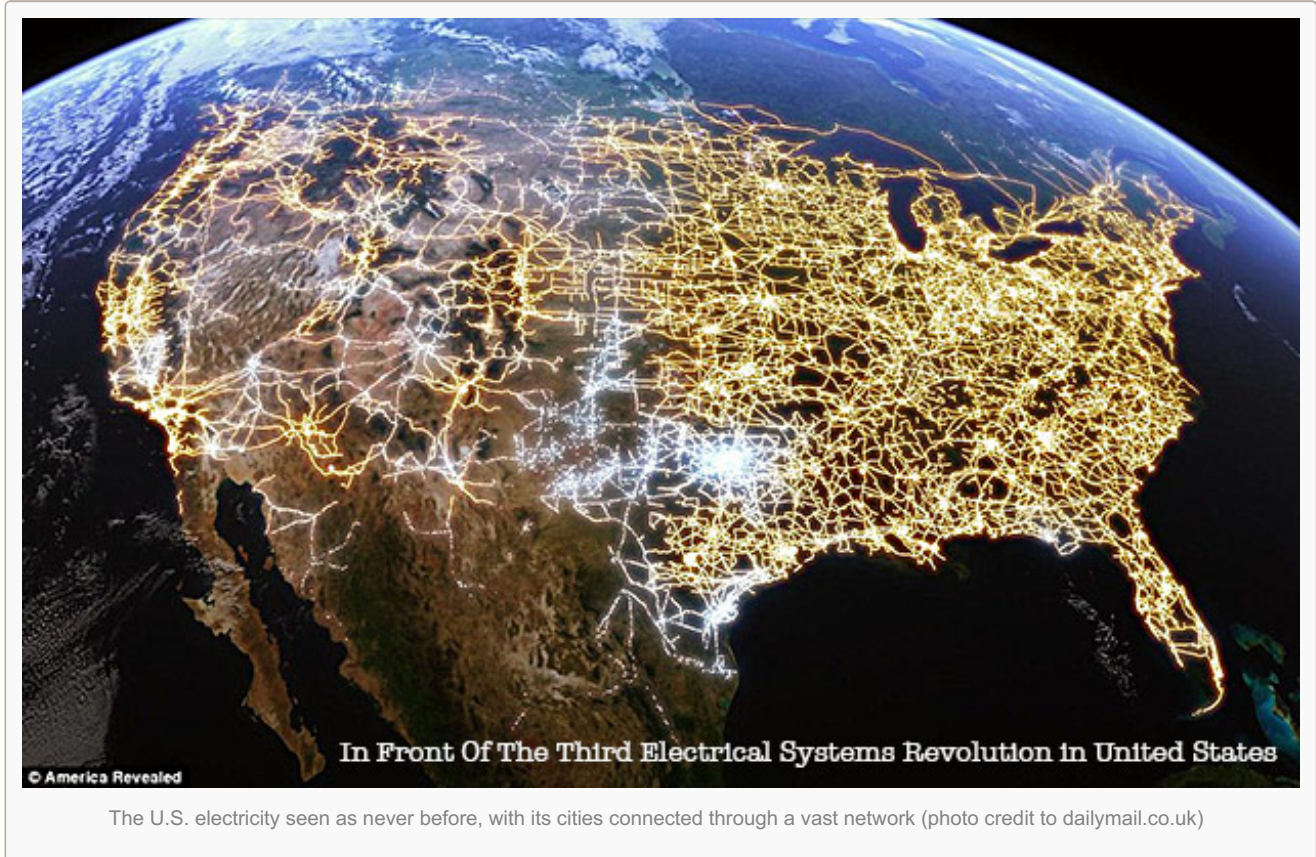 In Front Of The Third Electrical Systems Revolution in United States
© America Revealed
The U.S. electricity seen as never before, with its cities connected through a vast network (photo credit to dailymail.co.uk)